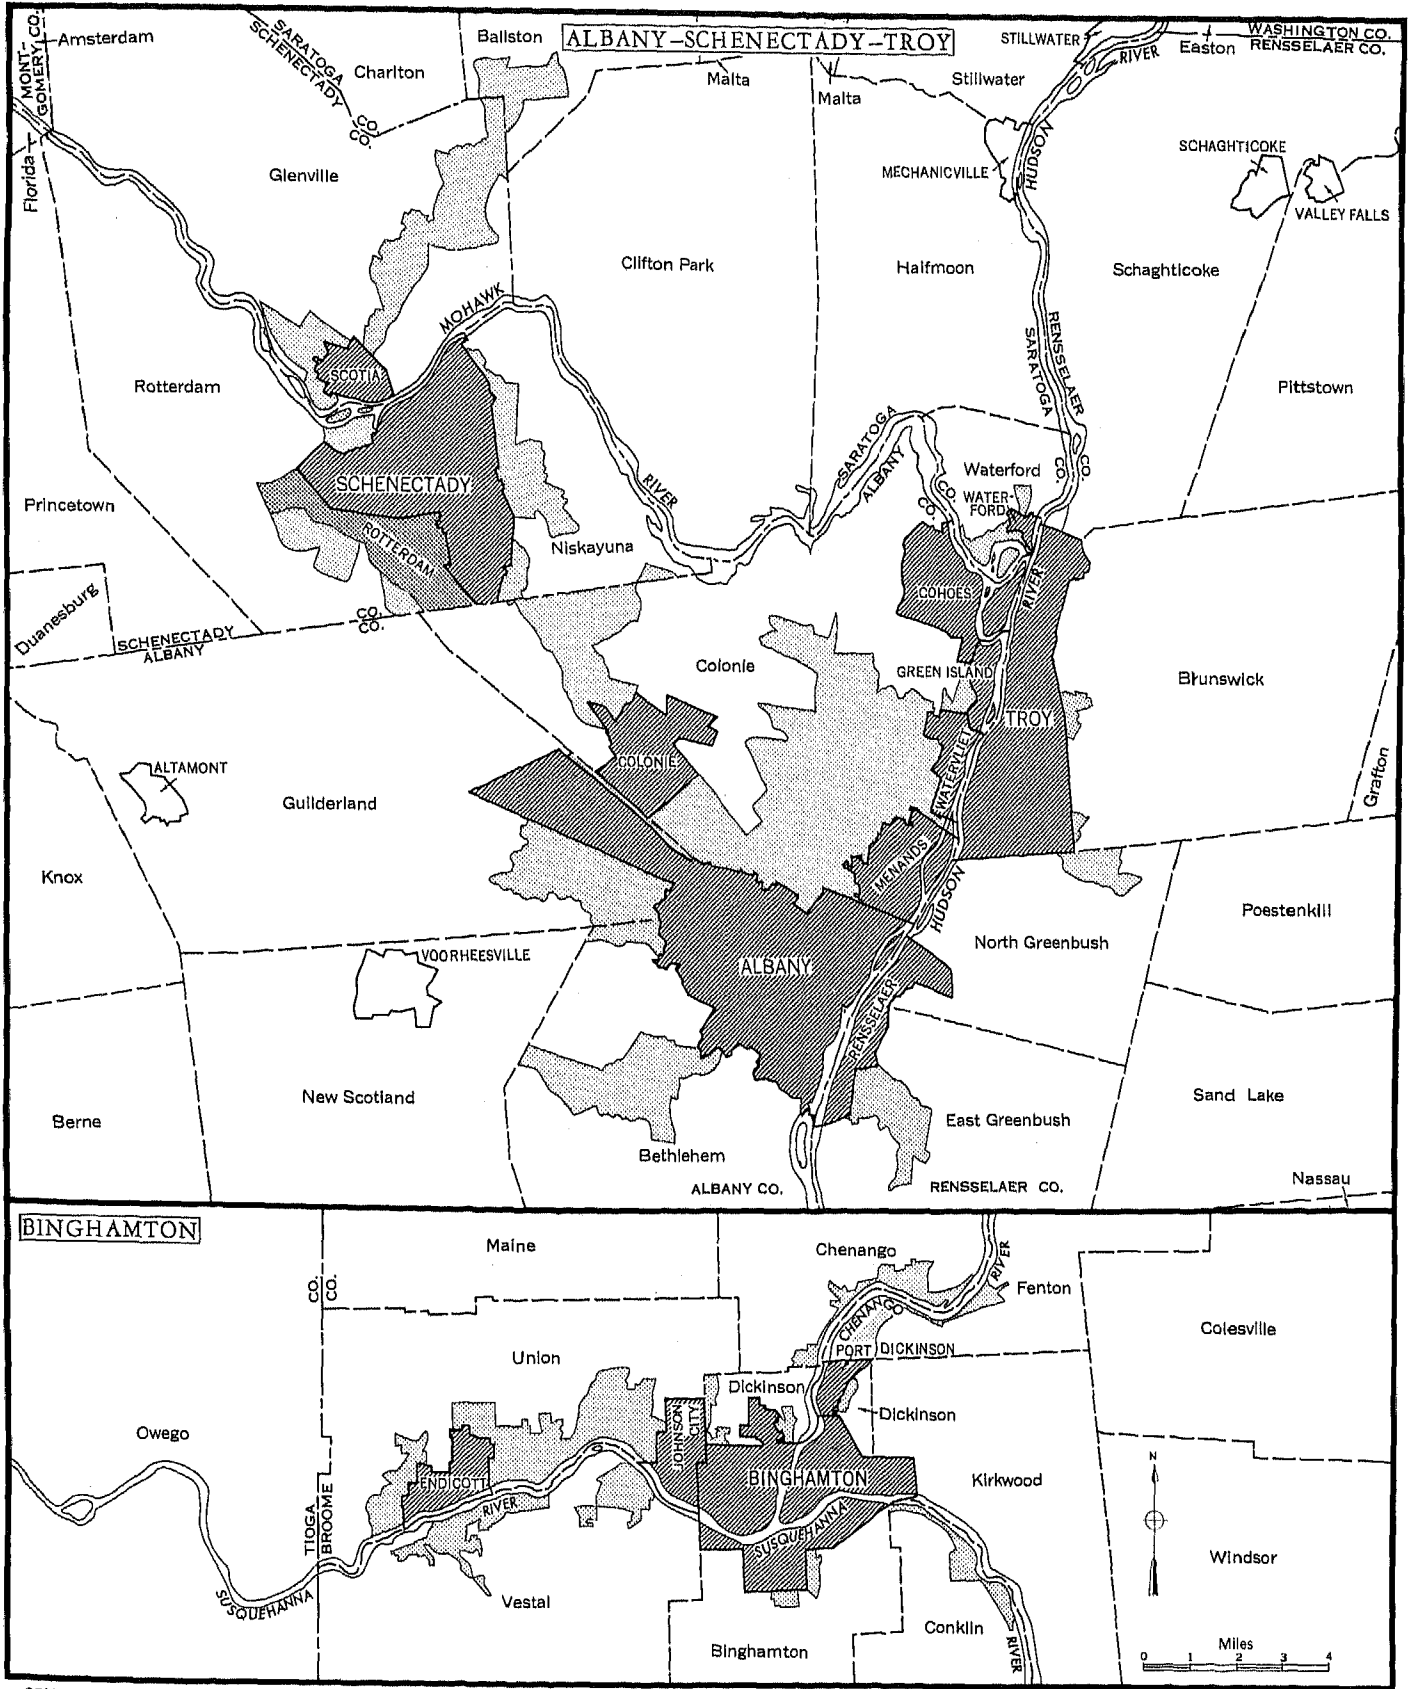 ALBANY–SCHENECTADY–TROY
MONT-
GOMERY CO.
Amsterdam
SARATOGA
SCHENECTADY
CO.
CO.
Charlton
Ballston
Malta
Malta
Stillwater
STILLWATER
HUDSON
RIVER
Easton
WASHINGTON CO.
RENSSELAER CO.
Florida
Glenville
MECHANICVILLE
SCHAGHTICOKE
VALLEY FALLS
Clifton Park
Halfmoon
Schaghticoke
MOHAWK
RIVER
RENSSELAER
SARATOGA
CO.
CO.
Rotterdam
SCOTIA
Pittstown
SARATOGA
ALBANY
CO.
CO.
Waterford
WATER-
FORD
SCHENECTADY
Princetown
ROTTERDAM
Niskayuna
COHOES
RIVER
Duanesburg
SCHENECTADY
ALBANY
CO.
CO.
Colonie
GREEN ISLAND
Brunswick
TROY
ALTAMONT
COLONIE
WATERVLIET
Guilderland
Grafton
Knox
MENANDS
HUDSON
Poestenkill
VOORHEESVILLE
ALBANY
North Greenbush
RENSSELAER
New Scotland
Sand Lake
Berne
East Greenbush
Bethlehem
ALBANY CO.
RENSSELAER CO.
Nassau
BINGHAMTON
Maine
Chenango
RIVER
CO.
CO.
Fenton
CHENANGO
Colesville
Union
PORT DICKINSON
Dickinson
Dickinson
Owego
JOHNSON
CITY
ENDICOTT
RIVER
BINGHAMTON
Kirkwood
N
TIOGA
BROOME
SUSQUEHANNA
Windsor
SUSQUEHANNA
Vestal
Conklin
RIVER
Binghamton
Miles
0 1 2 3 4